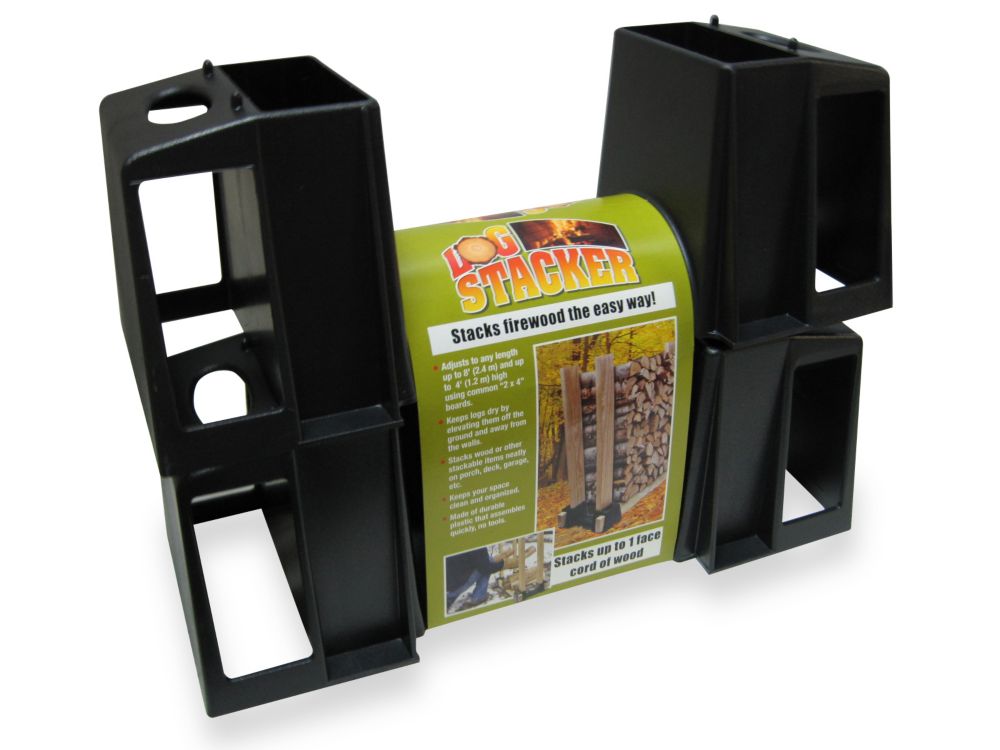 LOG
STACKER
Stacks firewood the easy way!
• Adjusts to any length
up to 8' (2.4 m) and up
to 4' (1.2 m) high
using common "2 x 4"
boards.
• Keeps logs dry by
elevating them off the
ground and away from
the walls.
• Stacks wood or other
stackable items neatly
on porch, deck, garage,
etc.
• Keeps your space
clean and organized.
• Made of durable
plastic that assembles
quickly, no tools.
Stacks up to 1 face
cord of wood